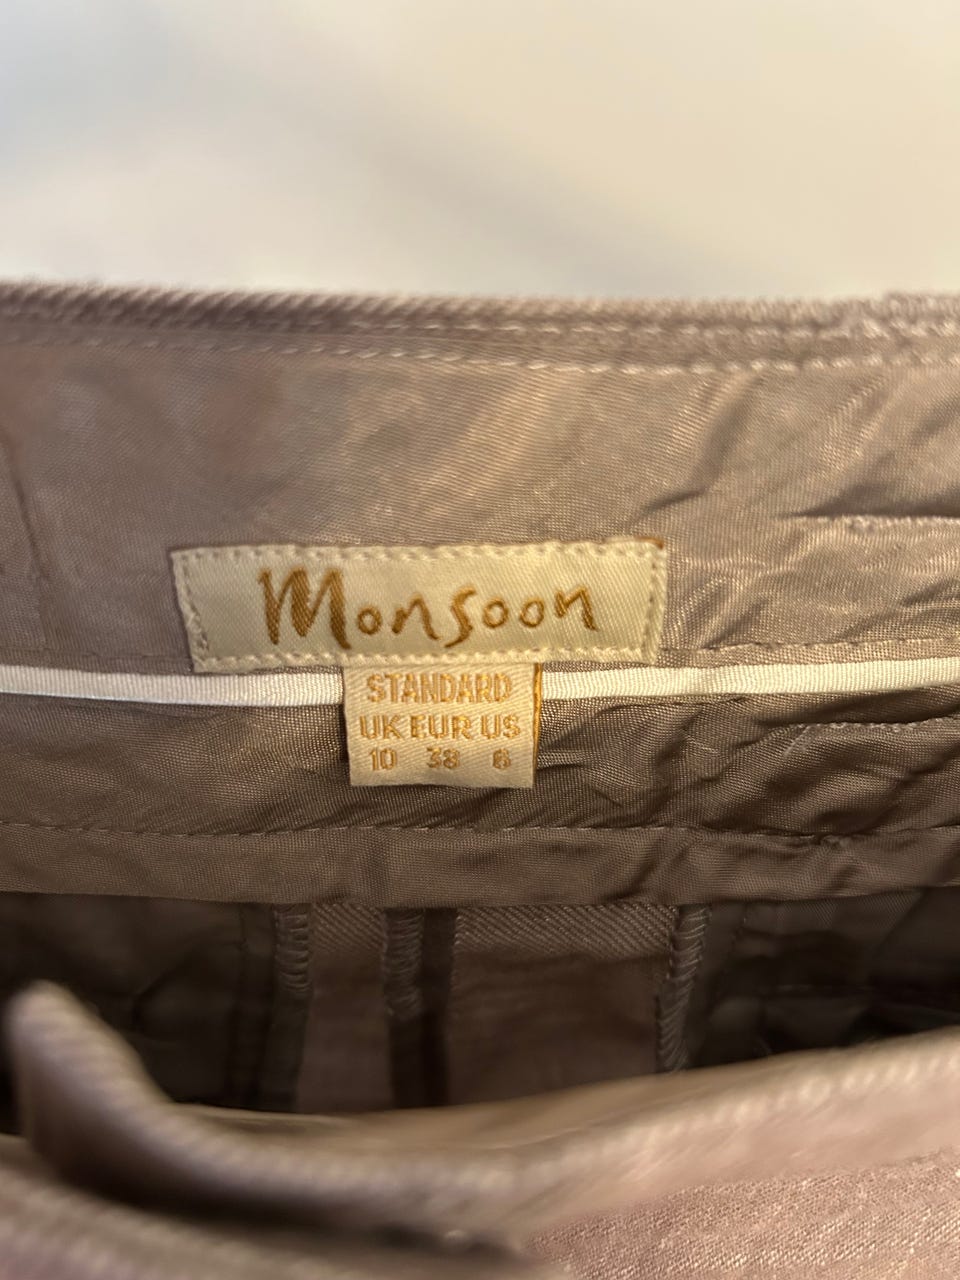 Monsoon
STANDARD
UK EUR US
10 38 6